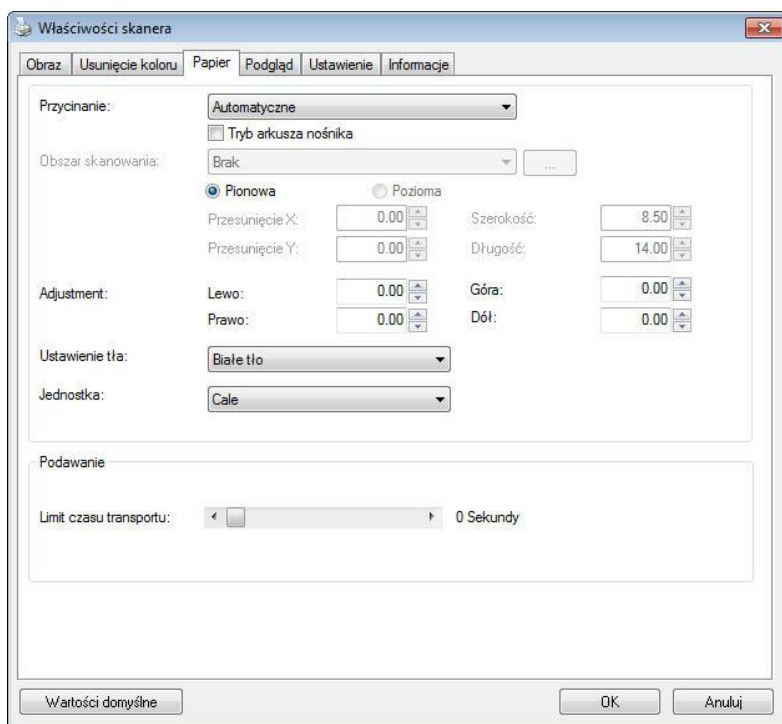 Właściwości skanera
Obraz Usunięcie koloru Papier Podgląd Ustawienie Informacje
Przycinanie: Automatyczne
Tryb arkusza nośnika
Obszar skanowania: Brak ...
Pionowa Pozioma
Przesunięcie X: 0.00 Szerokość: 8.50
Przesunięcie Y: 0.00 Długość: 14.00
Adjustment: Lewo: 0.00 Góra: 0.00
Prawo: 0.00 Dół: 0.00
Ustawienie tła: Białe tło
Jednostka: Cale
Podawanie
Limit czasu transportu: 0 Sekundy
Wartości domyślne OK Anuluj